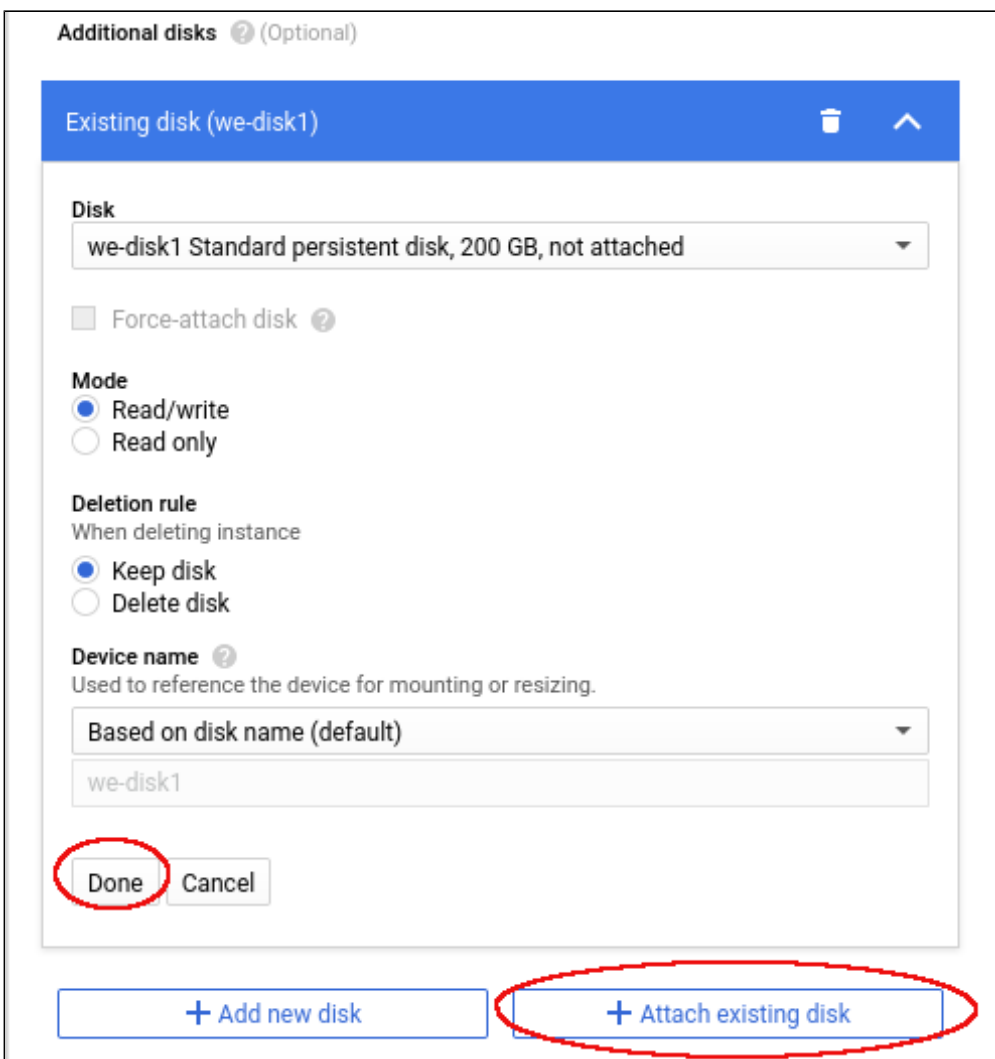 Additional disks ? (Optional)
Existing disk (we-disk1)
Disk
we-disk1 Standard persistent disk, 200 GB, not attached
Force-attach disk ?
Mode
Read/write
Read only
Deletion rule
When deleting instance
Keep disk
Delete disk
Device name ?
Used to reference the device for mounting or resizing.
Based on disk name (default)
we-disk1
Done Cancel
+ Add new disk + Attach existing disk